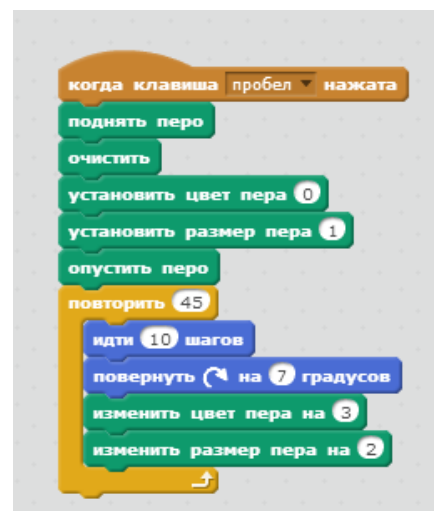 когда клавиша пробел нажата
поднять перо
очистить
установить цвет пера 0
установить размер пера 1
опустить перо
повторить 45
идти 10 шагов
повернуть на 7 градусов
изменить цвет пера на 3
изменить размер пера на 2